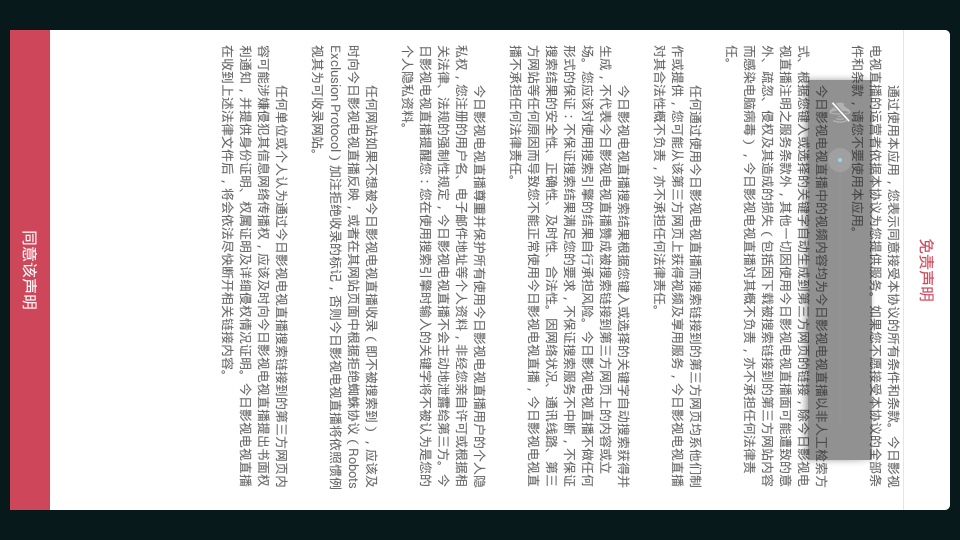 免责声明
通过使用本应用，您表示同意接受本协议的所有条件和条款。今日影视
电视直播的运营者依据本协议为您提供服务。如果您不愿接受本协议的全部条
件和条款，请您不要使用本应用。
今日影视电视直播中的视频内容均为今日影视电视直播以非人工检索方
式、根据您键入或选择的关键字自动生成到第三方网页的链接。除今日影视电
视直播注明之服务条款外，其他一切因使用今日影视电视直播面可能遭致的意
外、疏忽、侵权及其造成的损失（包括因下载被搜索链接到的第三方网站内容
而感染电脑病毒），今日影视电视直播对其概不负责，亦不承担任何法律责
任。
任何通过使用今日影视电视直播而搜索链接到的第三方网页均系他们制
作或提供，您可能从该第三方网页上获得视频及享用服务，今日影视电视直播
对其合法性概不负责，亦不承担任何法律责任。
今日影视电视直播搜索结果根据您键入或选择的关键字自动搜索获得并
生成，不代表今日影视电视直播赞成被搜索链接到第三方网页上的内容或立
场。您应该对使用搜索引擎的结果自行承担风险。今日影视电视直播不做任何
形式的保证：不保证搜索结果满足您的要求，不保证搜索服务不中断，不保证
搜索结果的安全性、正确性、及时性、合法性。因网络状况、通讯线路、第三
方网站等任何原因而导致您不能正常使用今日影视电视直播，今日影视电视直
播不承担任何法律责任。
今日影视电视直播尊重并保护所有使用今日影视电视直播用户的个人隐
私权，您注册的用户名、电子邮件地址等个人资料，非经您亲自许可或根据相
关法律、法规的强制性规定，今日影视电视直播不会主动地泄露给第三方。今
日影视电视直播提醒您：您在使用搜索引擎时输入的关键字将不被认为是您的
个人隐私资料。
任何网站如果不想被今日影视电视直播收录（即不被搜索到），应该及
时向今日影视电视直播反映，或者在其网站页面中根据拒绝蜘蛛协议（Robots
Exclusion Protocol）加注拒绝收录的标记，否则今日影视电视直播将依照惯例
视其为可收录网站。
任何单位或个人认为通过今日影视电视直播搜索链接到的第三方网页内
容可能涉嫌侵犯其信息网络传播权，应该及时向今日影视电视直播提出书面权
利通知，并提供身份证明、权属证明及详细侵权情况证明。今日影视电视直播
在收到上述法律文件后，将会依法尽快断开相关链接内容。
同意该声明